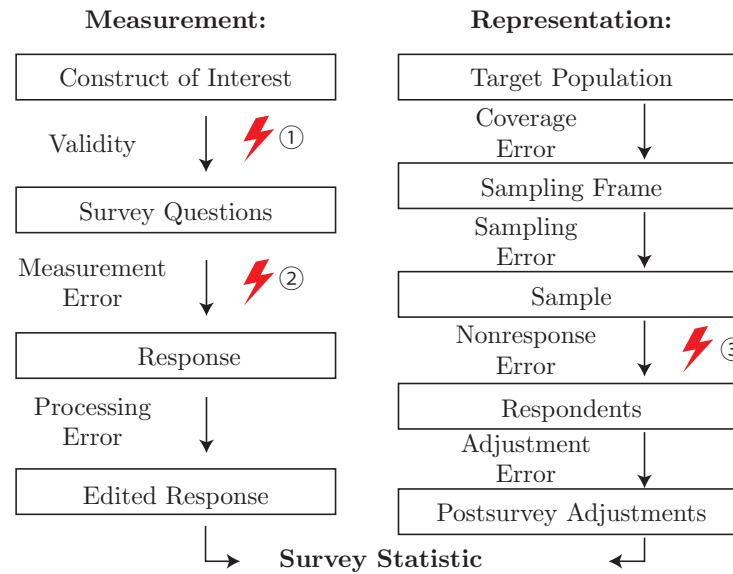 Measurement:
Construct of Interest
Validity
①
Survey Questions
Measurement
Error
②
Response
Processing
Error
Edited Response
Representation:
Target Population
Coverage
Error
Sampling Frame
Sampling
Error
Sample
Nonresponse
Error
③
Respondents
Adjustment
Error
Postsurvey Adjustments
Survey Statistic